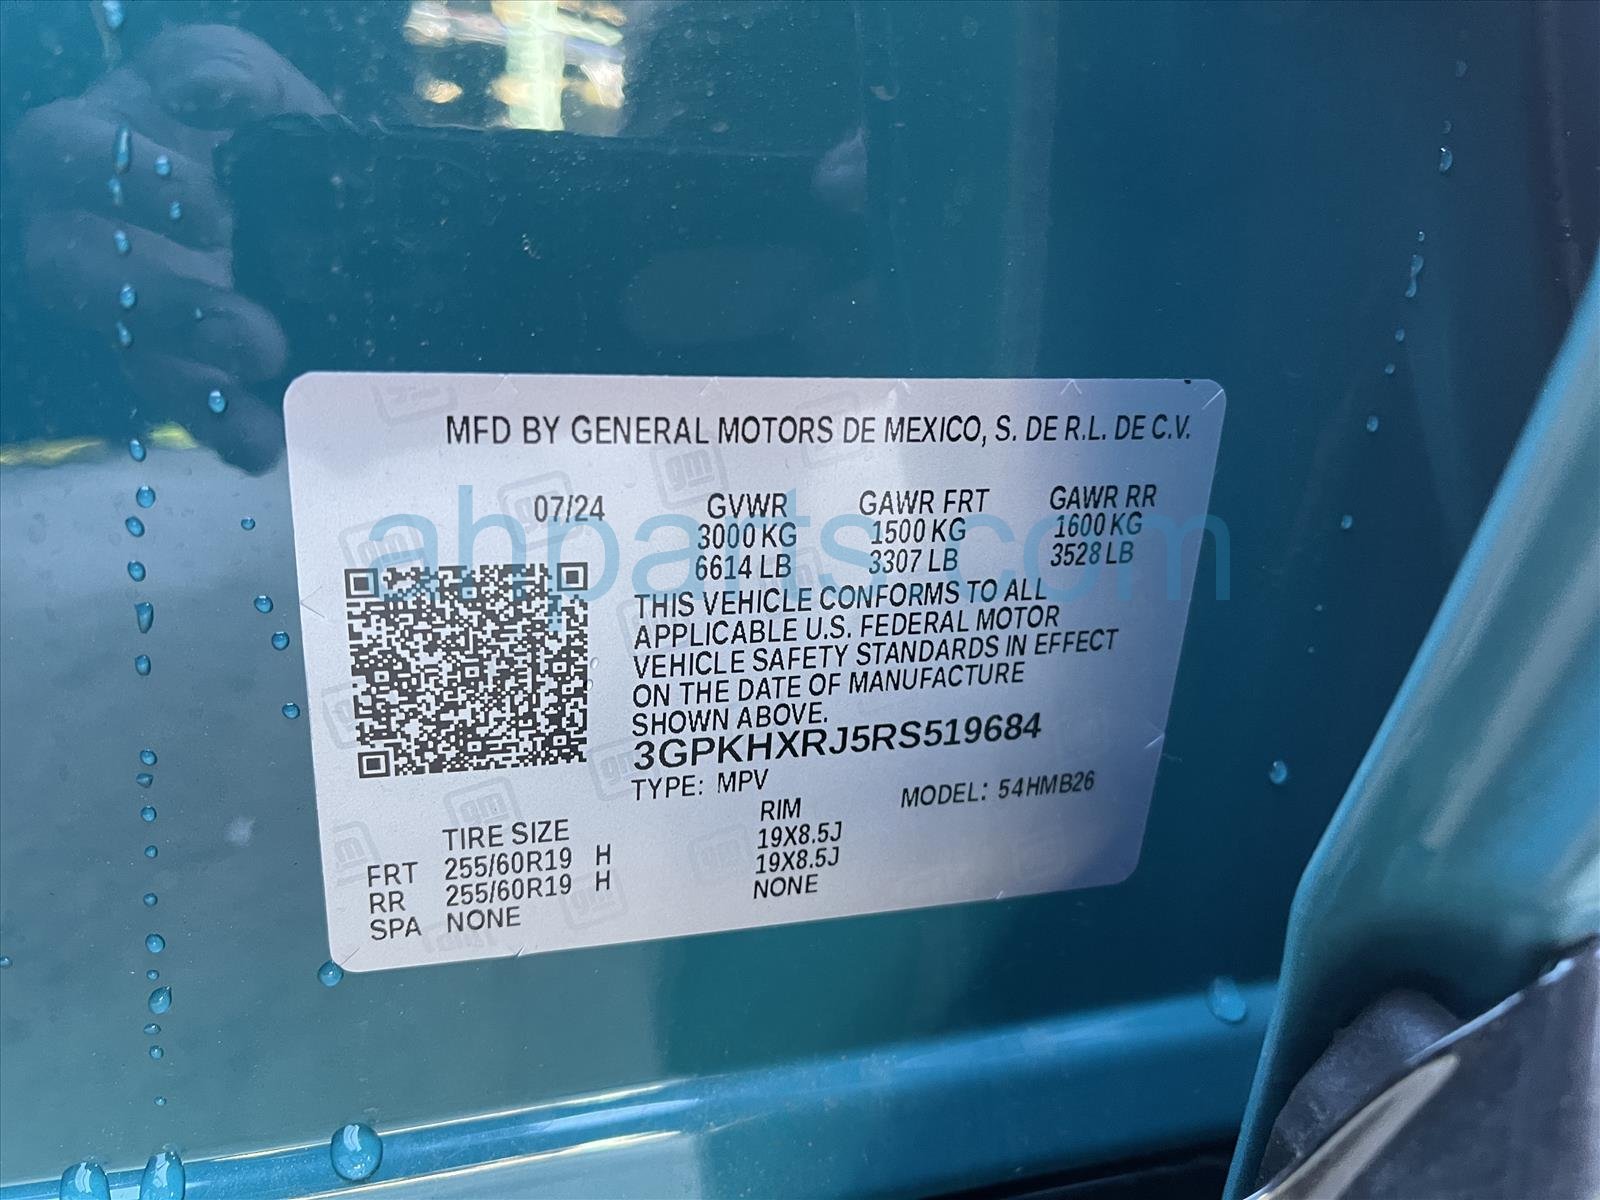 MFD BY GENERAL MOTORS DE MEXICO, S. DE R.L. DE C.V.
07/24 GVWR GAWR FRT GAWR RR
3000 KG 1500 KG 1600 KG
6614 LB 3307 LB 3528 LB
ahparts.com
THIS VEHICLE CONFORMS TO ALL
APPLICABLE U.S. FEDERAL MOTOR
VEHICLE SAFETY STANDARDS IN EFFECT
ON THE DATE OF MANUFACTURE
SHOWN ABOVE.
3GPKHXRJ5RS519684
TYPE: MPV MODEL: 54HMB26
TIRE SIZE RIM
FRT 255/60R19 H 19X8.5J
RR 255/60R19 H 19X8.5J
SPA NONE NONE